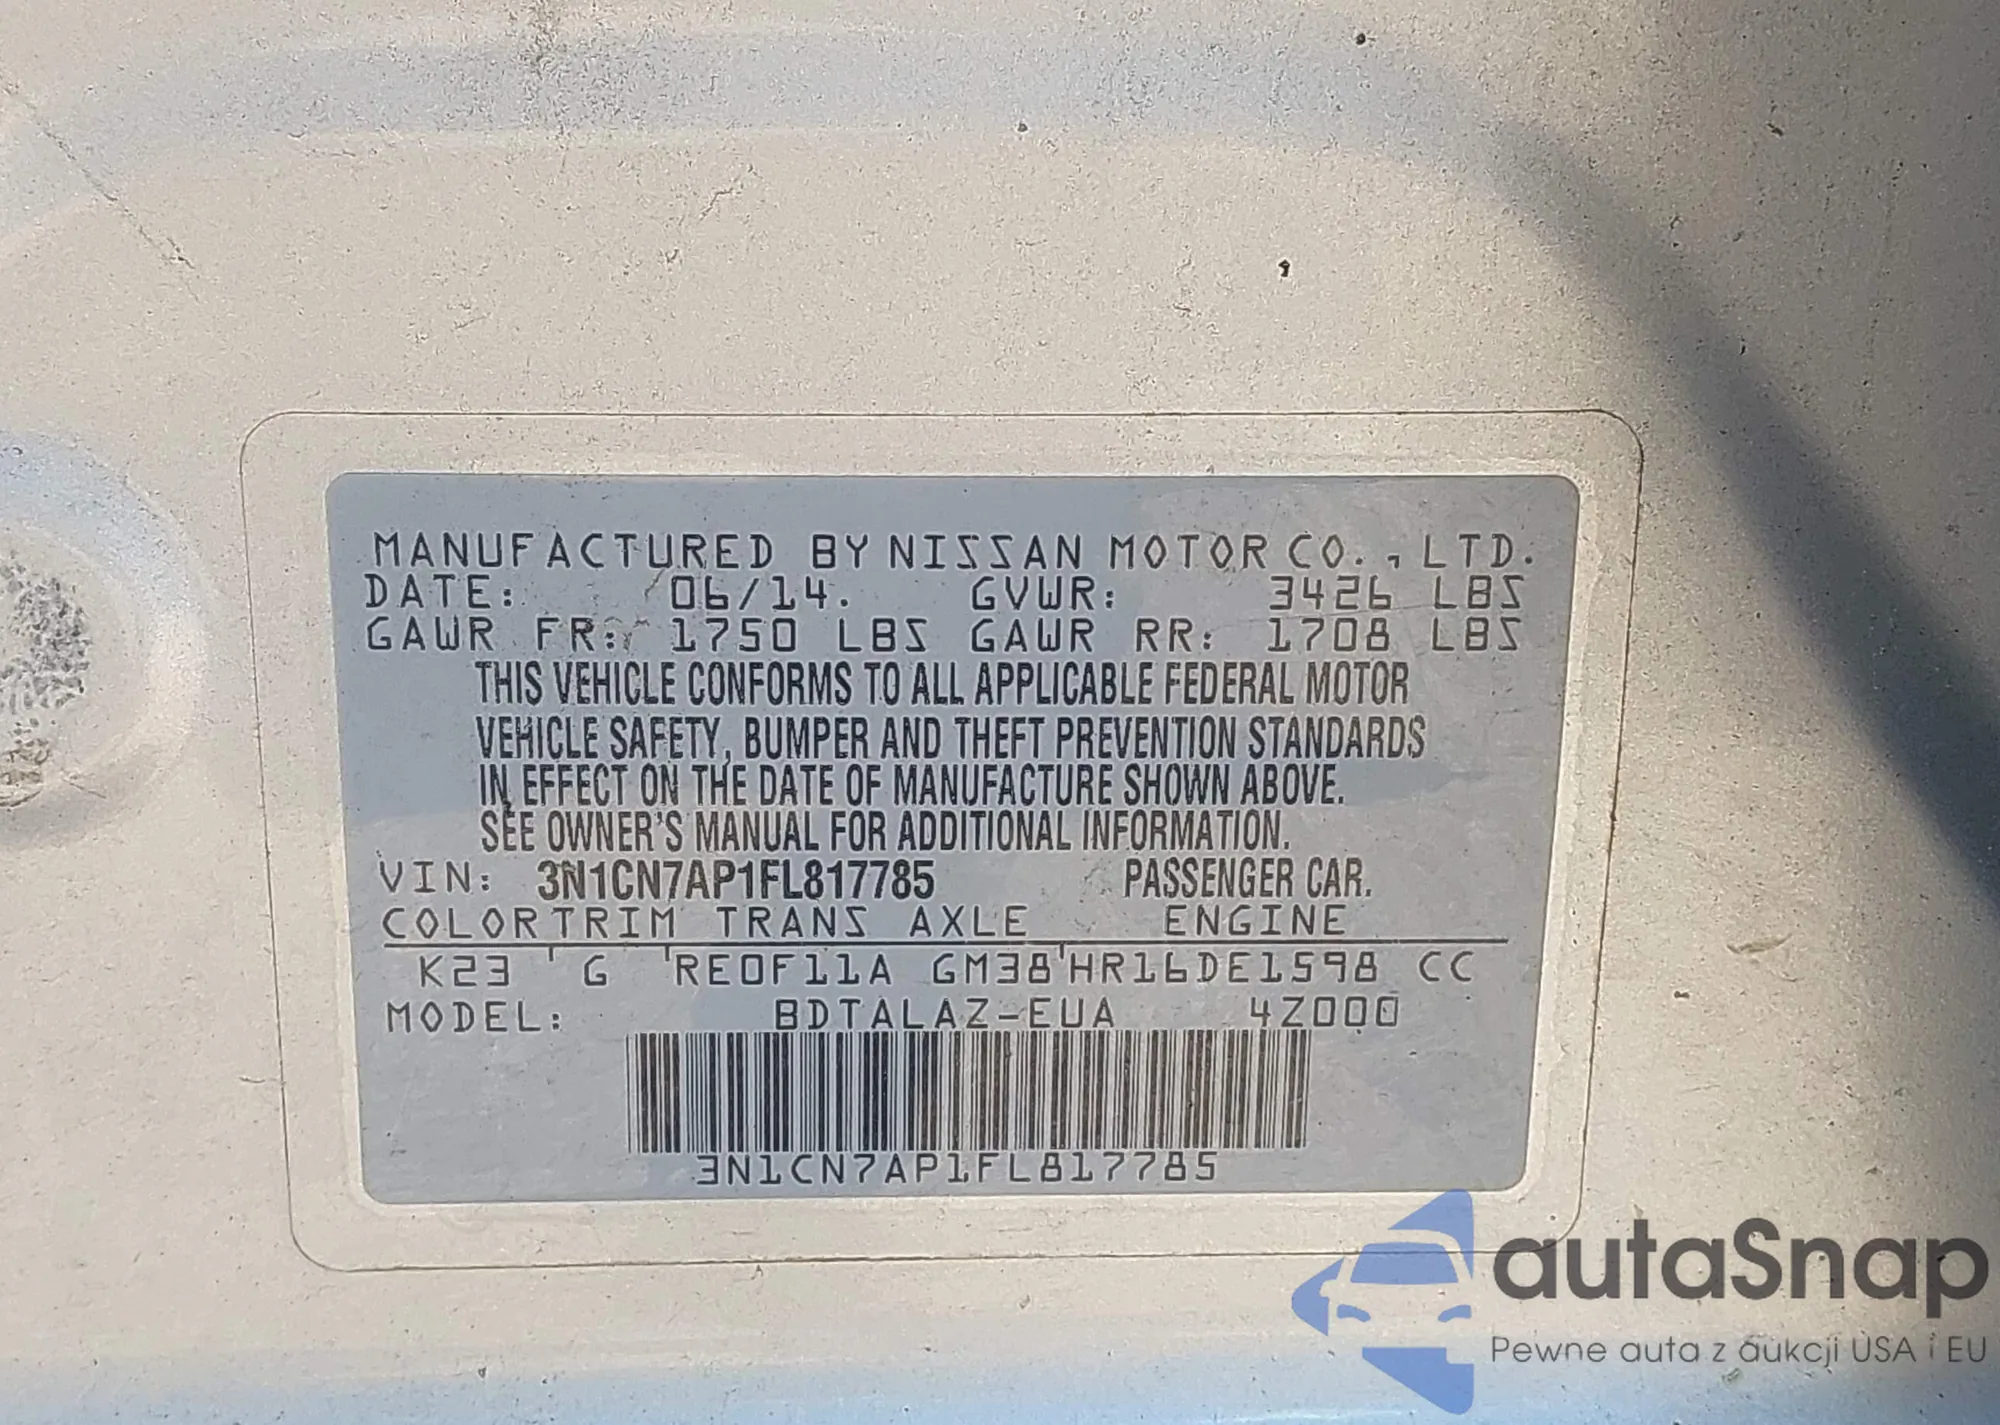 MANUFACTURED BY NISSAN MOTOR CO., LTD.
DATE: 06/14. GVWR: 3426 LBS
GAWR FR: 1750 LBS GAWR RR: 1708 LBS
THIS VEHICLE CONFORMS TO ALL APPLICABLE FEDERAL MOTOR
VEHICLE SAFETY, BUMPER AND THEFT PREVENTION STANDARDS
IN EFFECT ON THE DATE OF MANUFACTURE SHOWN ABOVE.
SEE OWNER'S MANUAL FOR ADDITIONAL INFORMATION.
VIN: 3N1CN7AP1FL817785 PASSENGER CAR.
COLOR TRIM TRANS AXLE ENGINE
K23 ' G 'RE0F11A GM38'HR16DE1598 CC
MODEL: BDTALAZ-EUA 4Z000
3N1CN7AP1FL817785
autaSnap
Pewne auta z aukcji USA i EU